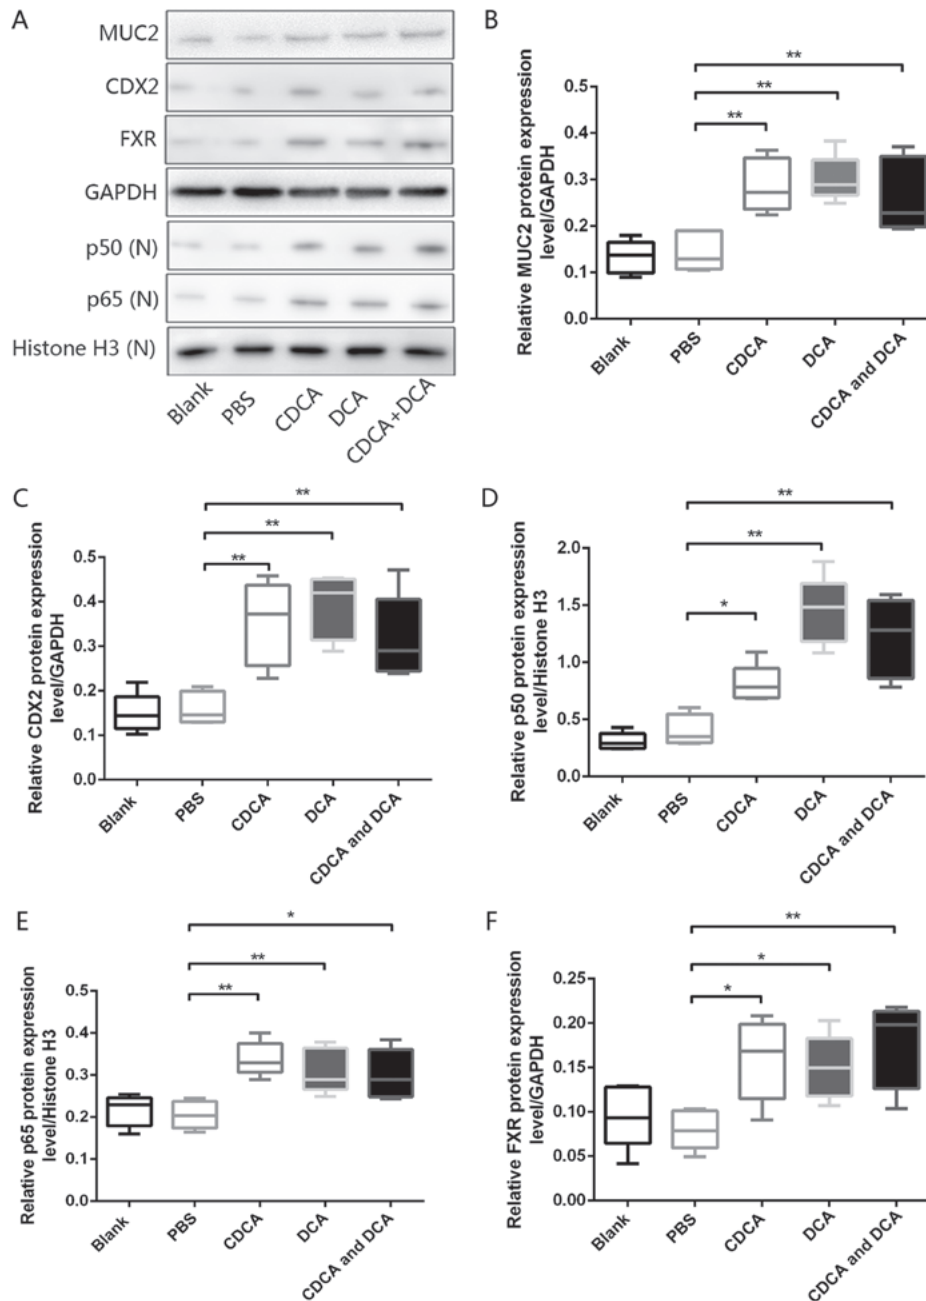 A
MUC2
CDX2
FXR
GAPDH
p50 (N)
p65 (N)
Histone H3 (N)
Blank
PBS
CDCA
DCA
CDCA+DCA
B
Relative MUC2 protein expression
level/GAPDH
0.5
0.4
0.3
0.2
0.1
0.0
**
**
**
Blank
PBS
CDCA
DCA
CDCA and DCA
C
Relative CDX2 protein expression
level/GAPDH
0.5
0.4
0.3
0.2
0.1
0.0
**
**
**
Blank
PBS
CDCA
DCA
CDCA and DCA
D
Relative p50 protein expression
level/Histone H3
2.0
1.5
1.0
0.5
0.0
**
**
*
Blank
PBS
CDCA
DCA
CDCA and DCA
E
Relative p65 protein expression
level/Histone H3
0.5
0.4
0.3
0.2
0.1
0.0
*
**
**
Blank
PBS
CDCA
DCA
CDCA and DCA
F
Relative FXR protein expression
level/GAPDH
0.25
0.20
0.15
0.10
0.05
0.00
**
*
*
Blank
PBS
CDCA
DCA
CDCA and DCA